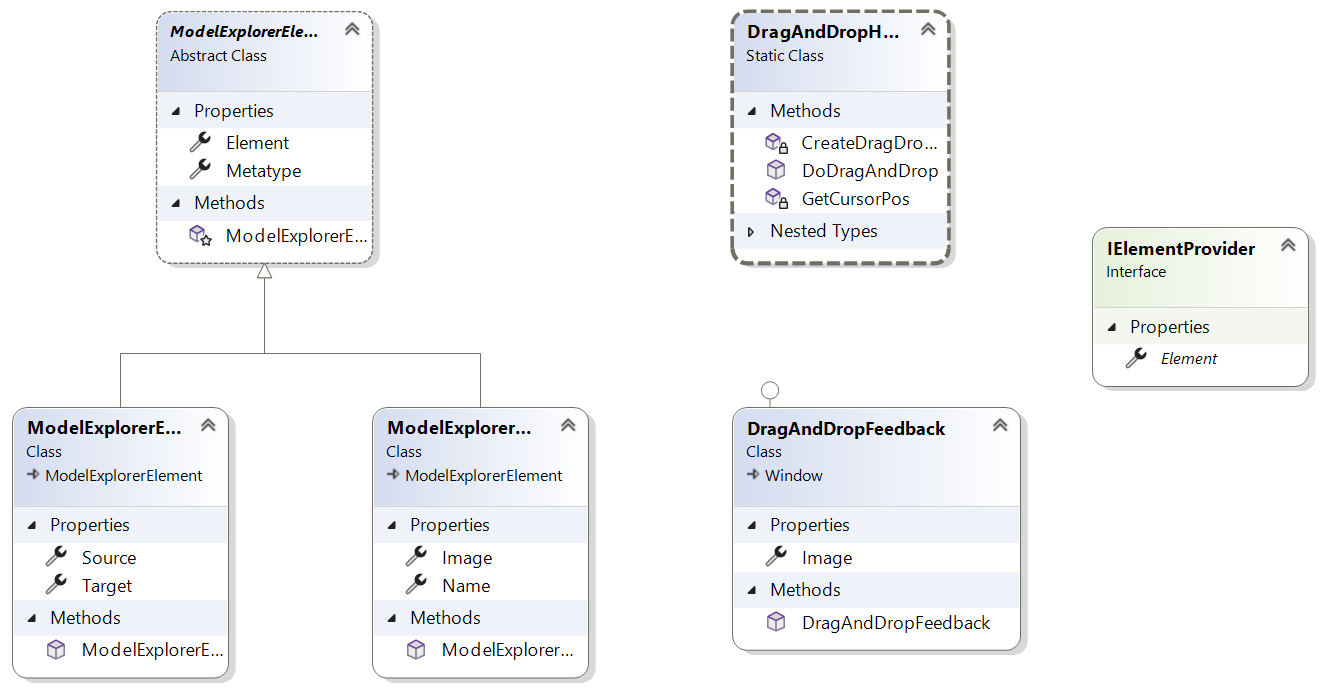 ModelExplorerEle...
Abstract Class
Properties
Element
Metatype
Methods
ModelExplorerE...
DragAndDropH...
Static Class
Methods
CreateDragDro...
DoDragAndDrop
GetCursorPos
Nested Types
IElementProvider
Interface
Properties
Element
ModelExplorerE...
Class
ModelExplorerElement
Properties
Source
Target
Methods
ModelExplorerE...
ModelExplorer...
Class
ModelExplorerElement
Properties
Image
Name
Methods
ModelExplorer...
DragAndDropFeedback
Class
Window
Properties
Image
Methods
DragAndDropFeedback